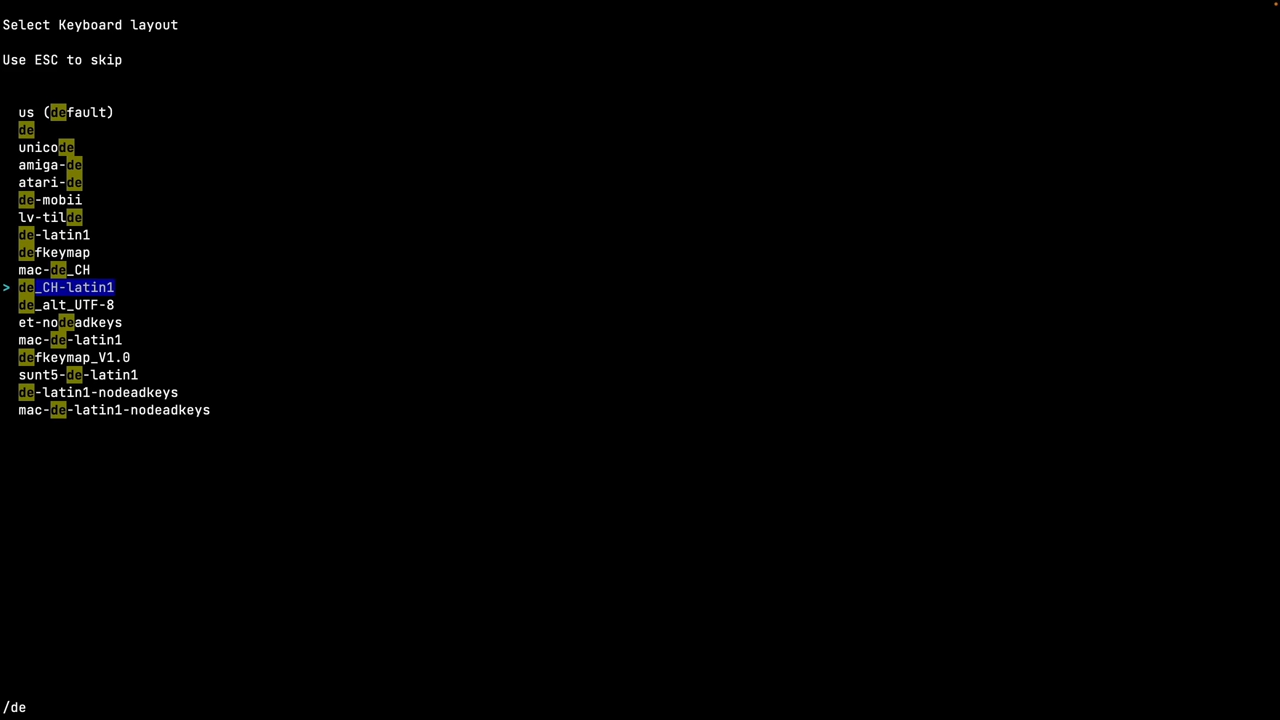 Select Keyboard layout
Use ESC to skip
us (default)
de
unicode
amiga-de
atari-de
de-mobii
lv-tilde
de-latin1
defkeymap
mac-de_CH
> de_CH-latin1
de_alt_UTF-8
et-nodeadkeys
mac-de-latin1
defkeymap_V1.0
sunt5-de-latin1
de-latin1-nodeadkeys
mac-de-latin1-nodeadkeys
/de